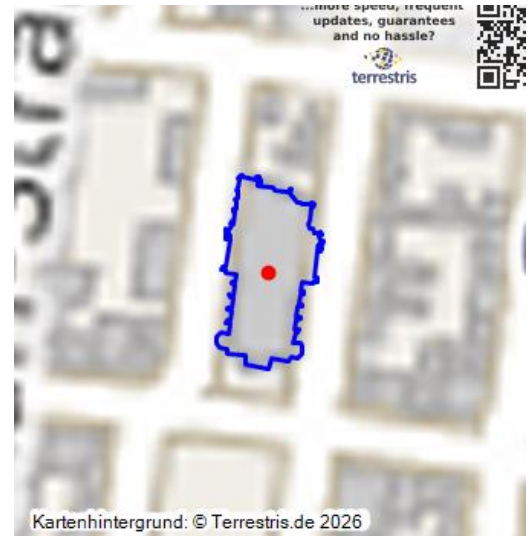 ...more speed, frequent
updates, guarantees
and no hassle?
terrestris
Kartenhintergrund: © Terrestris.de 2026